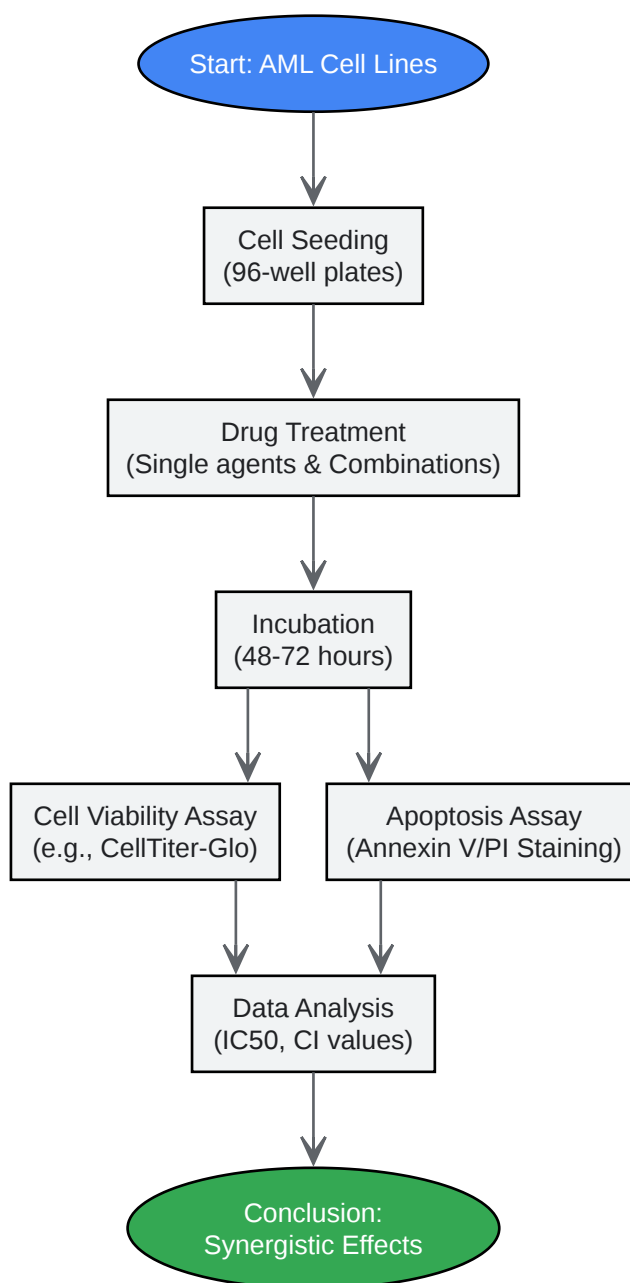 Start: AML Cell Lines
Cell Seeding
(96-well plates)
Drug Treatment
(Single agents & Combinations)
Incubation
(48-72 hours)
Cell Viability Assay
(e.g., CellTiter-Glo)
Apoptosis Assay
(Annexin V/PI Staining)
Data Analysis
(IC50, CI values)
Conclusion:
Synergistic Effects